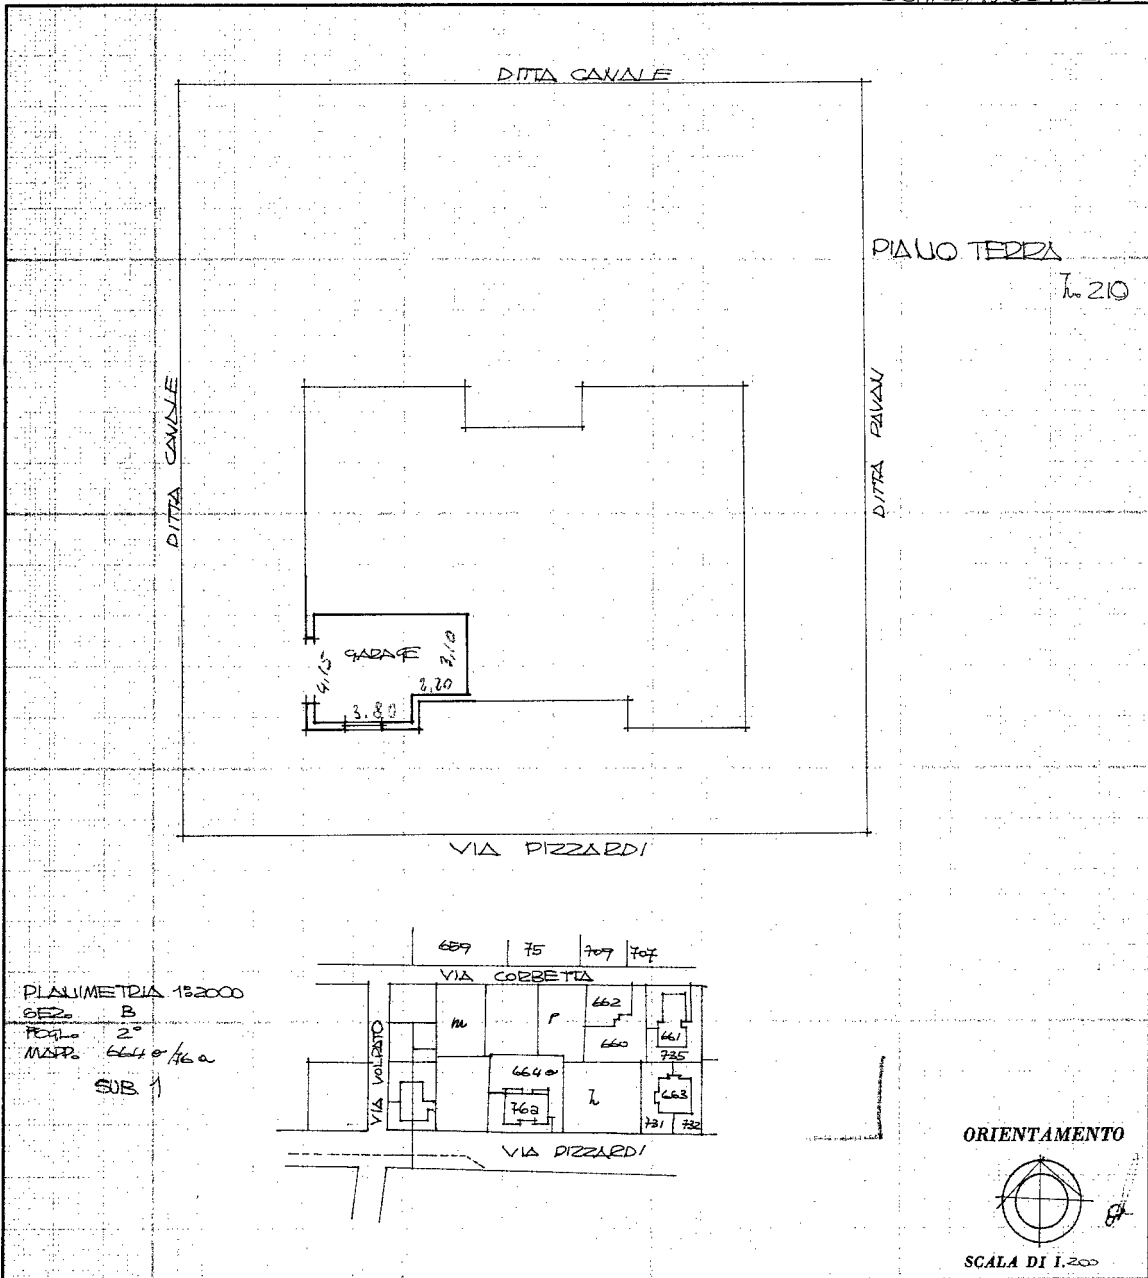 DITTA CANALE
PIANO TERRA
h. 210
DITTA CANALE
DITTA PAVAN
GARAGE
4,15
3,10
2,20
3.80
VIA PIZZARDI
659 75 709 707
VIA CORBETTA
PLANIMETRIA 1:2000
SEZ. B
FOGL. 2°
MAPP. 664 a/76 a
SUB 1
VIA VOLPATO
m
P
662
660
661
735
664 a
762
h
663
731
732
VIA PIZZARDI
ORIENTAMENTO
SCALA DI 1:200